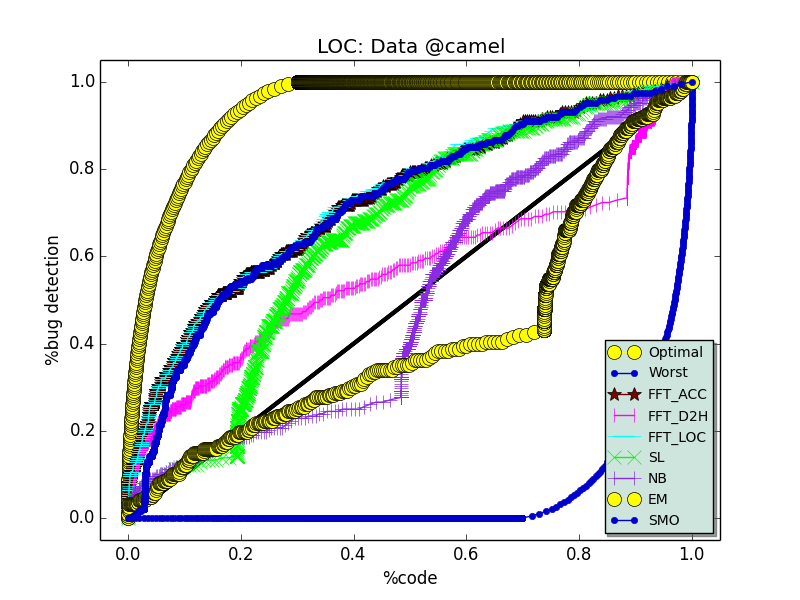 LOC: Data @camel
1.0
0.8
0.6
0.4
0.2
0.0
%bug detection
0.0 0.2 0.4 0.6 0.8 1.0
%code
Optimal
Worst
FFT_ACC
FFT_D2H
FFT_LOC
SL
NB
EM
SMO